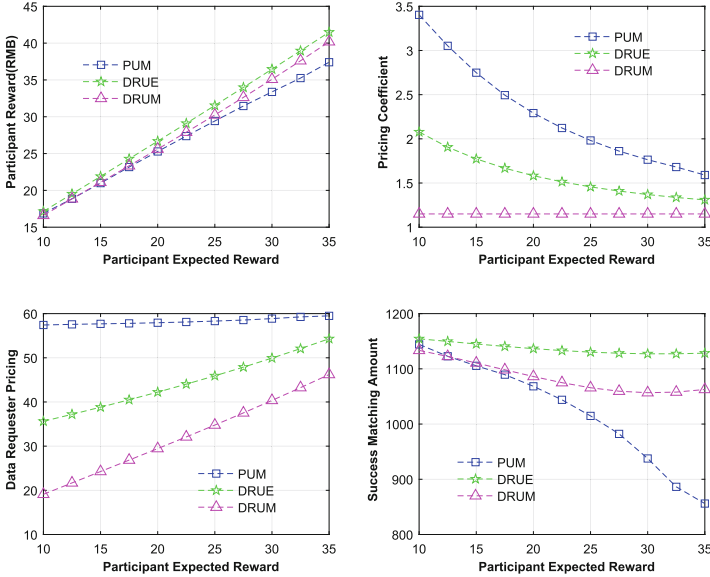 45
40
35
30
25
20
15
10 15 20 25 30 35
Participant Reward(RMB)
Participant Expected Reward
PUM
DRUE
DRUM
3.5
3
2.5
2
1.5
1
10 15 20 25 30 35
Pricing Coefficient
Participant Expected Reward
PUM
DRUE
DRUM
60
50
40
30
20
10
10 15 20 25 30 35
Data Requester Pricing
Participant Expected Reward
PUM
DRUE
DRUM
1200
1100
1000
900
800
10 15 20 25 30 35
Success Matching Amount
Participant Expected Reward
PUM
DRUE
DRUM